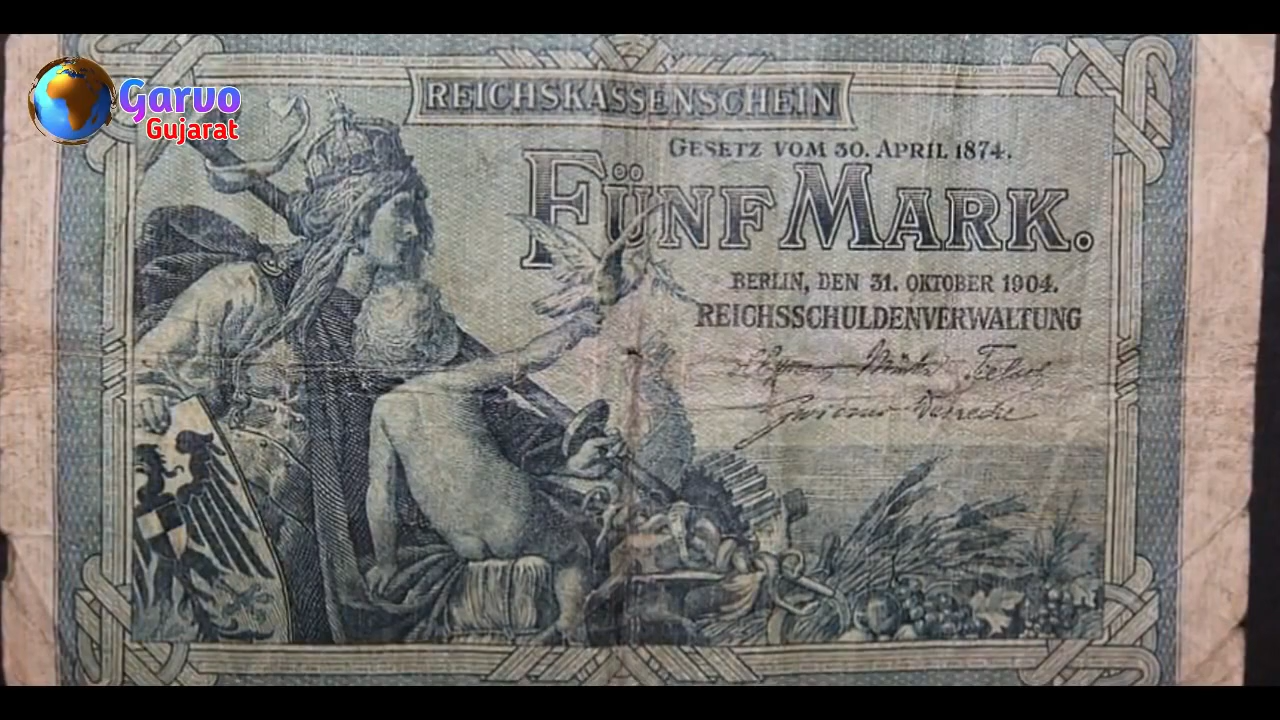 Garvo
Gujarat
REICHSKASSENSCHEIN
GESETZ VOM 30. APRIL 1874.
FÜNF MARK.
BERLIN, DEN 31. OKTOBER 1904.
REICHSSCHULDENVERWALTUNG